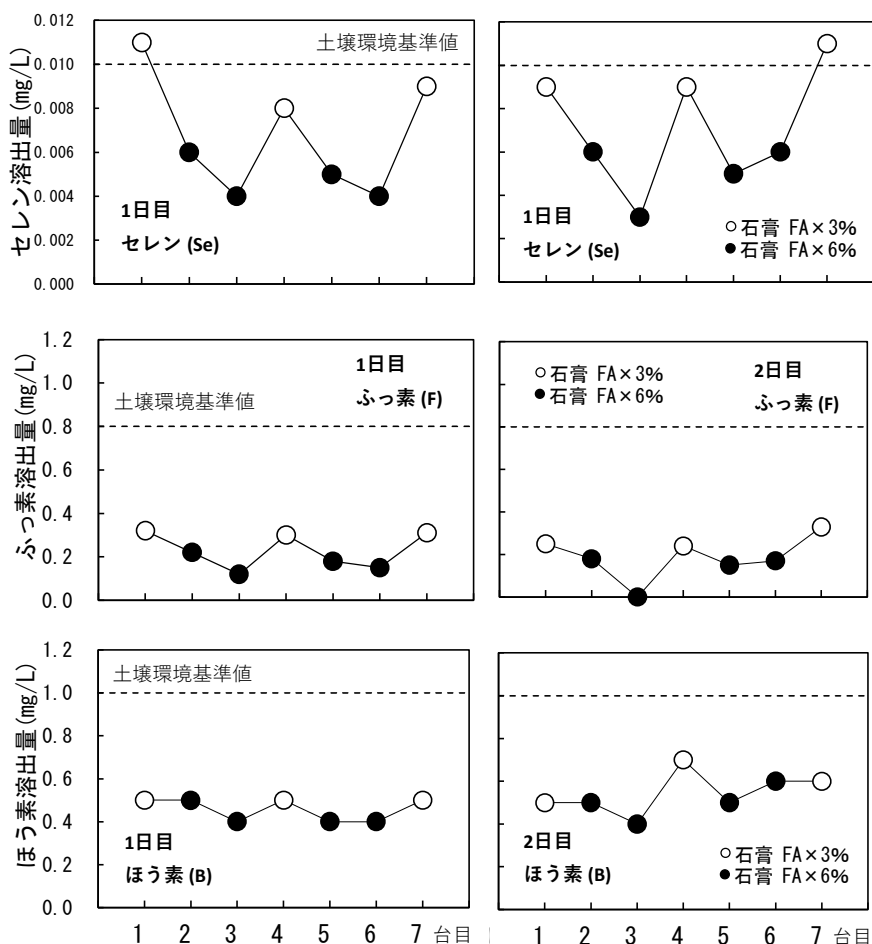 セレン溶出量(mg/L)
0.012
0.010
0.008
0.006
0.004
0.002
0.000
土壌環境基準値
1日目
セレン(Se)
1日目
セレン(Se)
○石膏 FA×3%
●石膏 FA×6%
ふっ素溶出量(mg/L)
1.2
1.0
0.8
0.6
0.4
0.2
0.0
1日目
ふっ素(F)
土壌環境基準値
○石膏 FA×3%
●石膏 FA×6%
2日目
ふっ素(F)
ほう素溶出量(mg/L)
1.2
1.0
0.8
0.6
0.4
0.2
0.0
土壌環境基準値
1日目
ほう素(B)
2日目
ほう素(B)
○石膏 FA×3%
●石膏 FA×6%
1 2 3 4 5 6 7 台目
1 2 3 4 5 6 7 台目